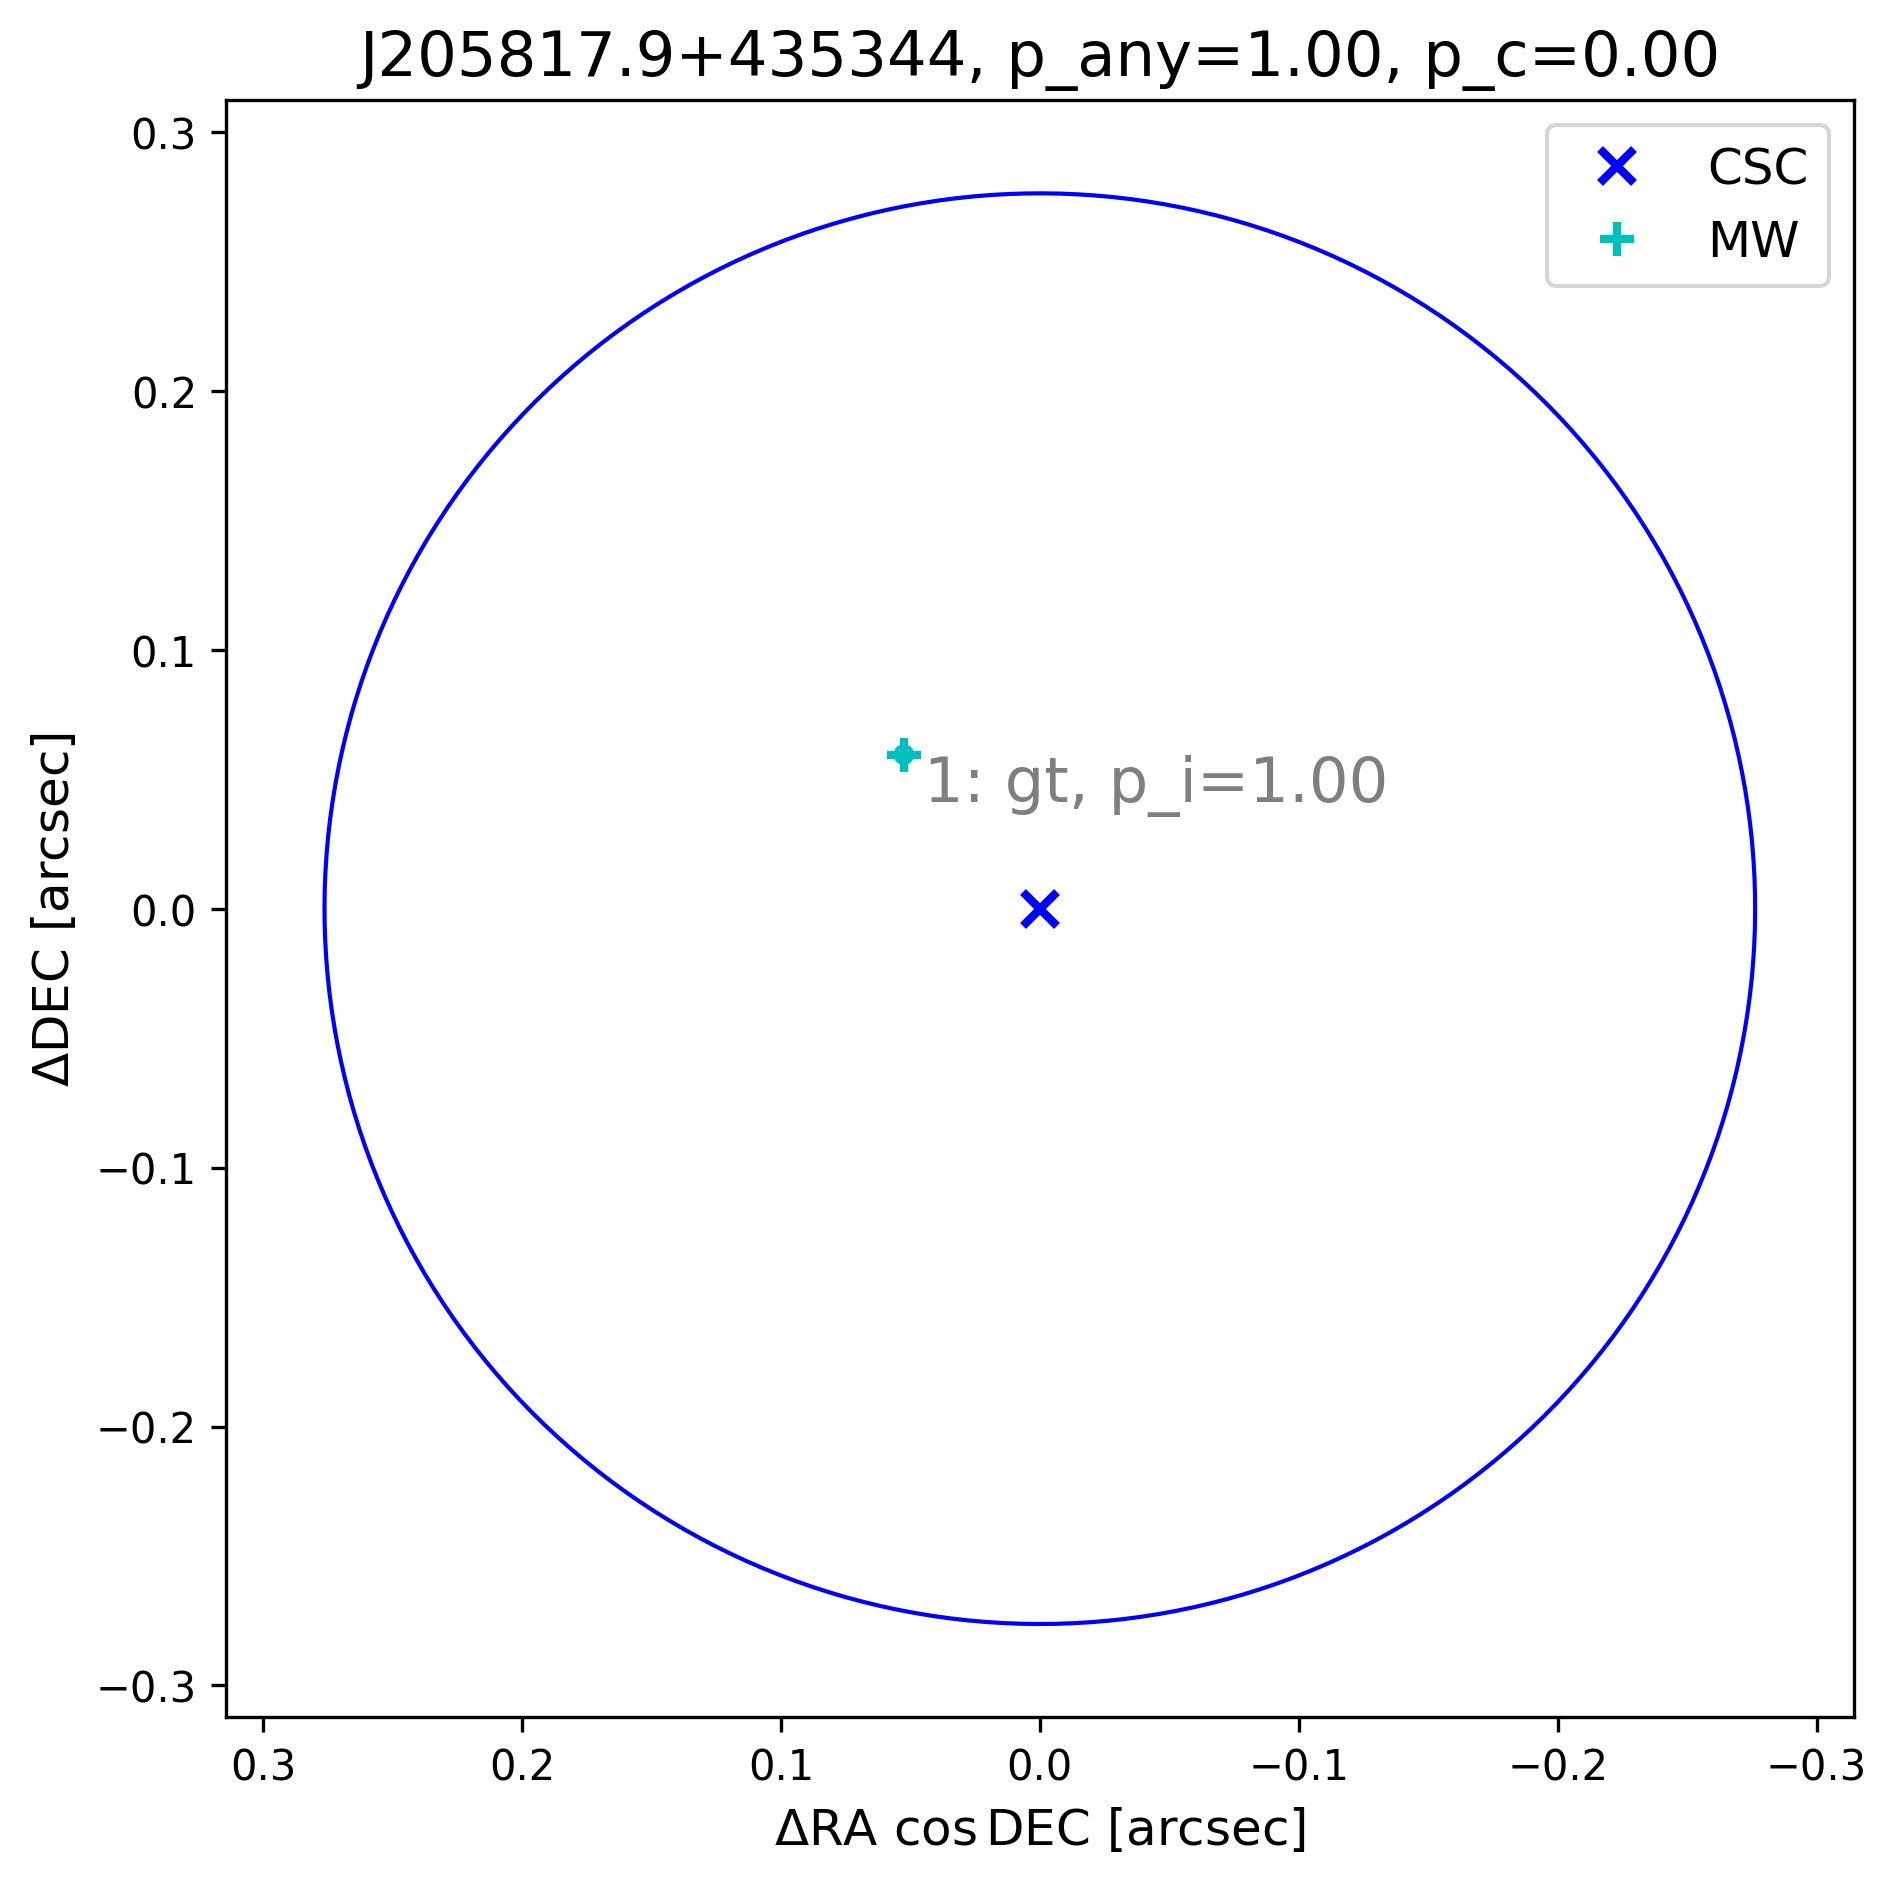 J205817.9+435344, p_any=1.00, p_c=0.00
CSC
MW
0.3
0.2
0.1
0.0
−0.1
−0.2
−0.3
ΔDEC [arcsec]
1: gt, p_i=1.00
0.3 0.2 0.1 0.0 −0.1 −0.2 −0.3
ΔRA cos DEC [arcsec]